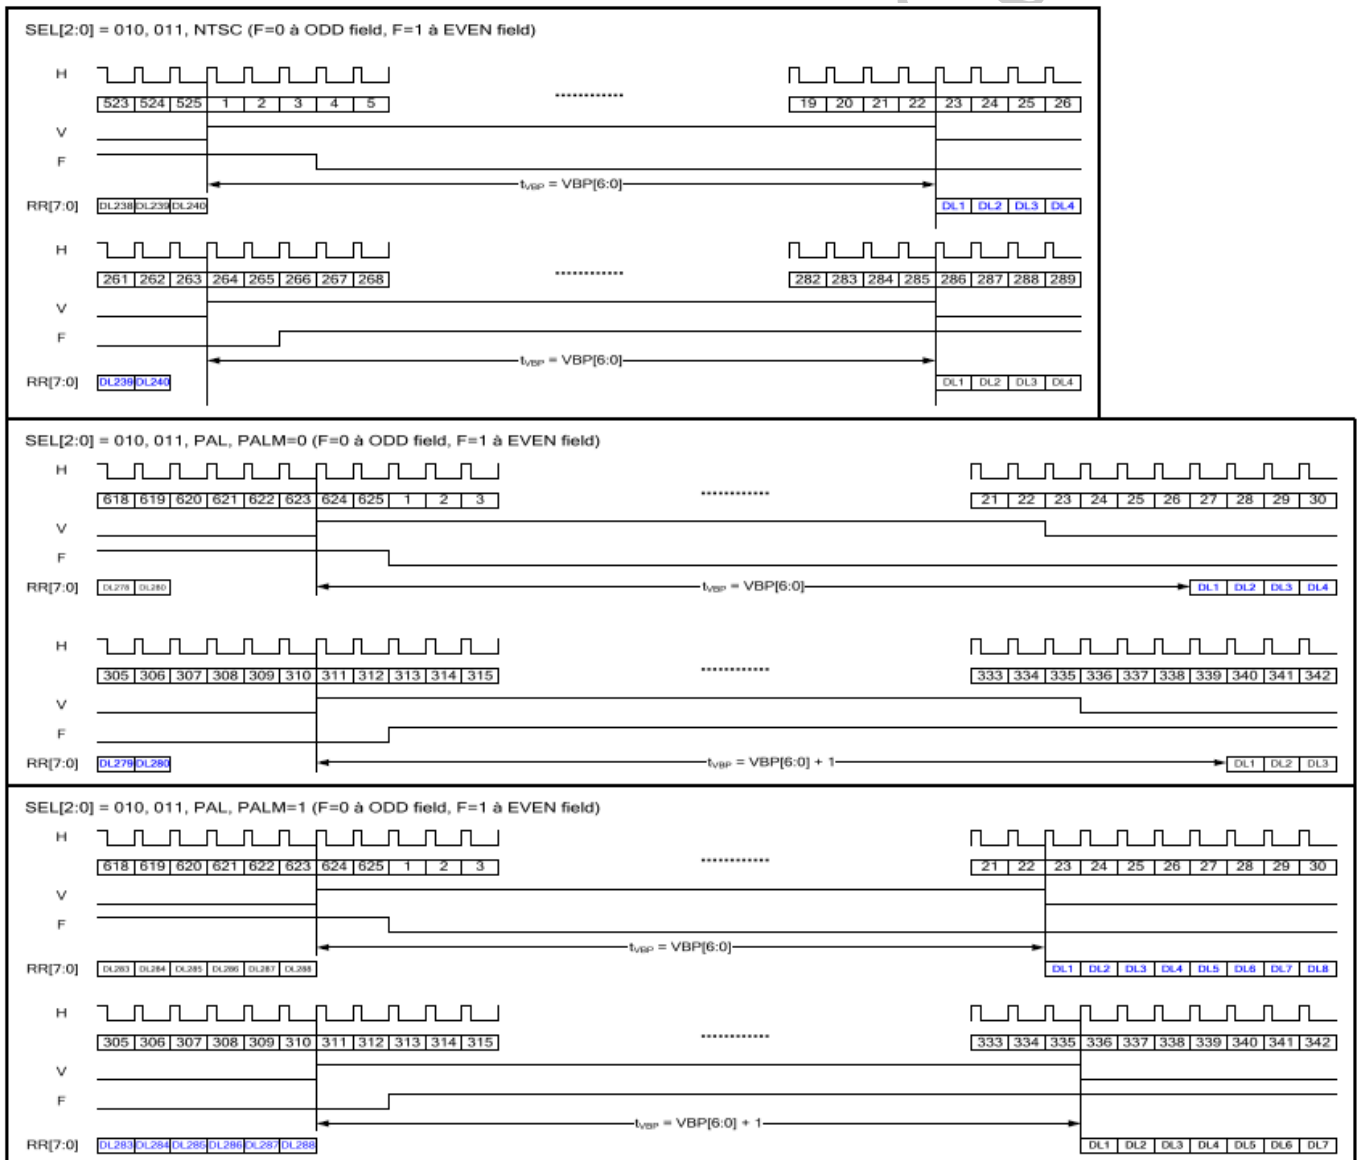 SEL[2:0] = 010, 011, NTSC (F=0 à ODD field, F=1 à EVEN field)
H
523 524 525 1 2 3 4 5 ............ 19 20 21 22 23 24 25 26
V
F
tVBP = VBP[6:0]
RR[7:0] DL238 DL239 DL240 DL1 DL2 DL3 DL4
H
261 262 263 264 265 266 267 268 ............ 282 283 284 285 286 287 288 289
V
F
tVBP = VBP[6:0]
RR[7:0] DL239 DL240 DL1 DL2 DL3 DL4
SEL[2:0] = 010, 011, PAL, PALM=0 (F=0 à ODD field, F=1 à EVEN field)
H
618 619 620 621 622 623 624 625 1 2 3 ............ 21 22 23 24 25 26 27 28 29 30
V
F
RR[7:0] DL279 DL280 tVBP = VBP[6:0] DL1 DL2 DL3 DL4
H
305 306 307 308 309 310 311 312 313 314 315 ............ 333 334 335 336 337 338 339 340 341 342
V
F
RR[7:0] DL279 DL280 tVBP = VBP[6:0] + 1 DL1 DL2 DL3
SEL[2:0] = 010, 011, PAL, PALM=1 (F=0 à ODD field, F=1 à EVEN field)
H
618 619 620 621 622 623 624 625 1 2 3 ............ 21 22 23 24 25 26 27 28 29 30
V
F
tVBP = VBP[6:0]
RR[7:0] DL283 DL284 DL285 DL286 DL287 DL288 DL1 DL2 DL3 DL4 DL5 DL6 DL7 DL8
H
305 306 307 308 309 310 311 312 313 314 315 ............ 333 334 335 336 337 338 339 340 341 342
V
F
tVBP = VBP[6:0] + 1
RR[7:0] DL283 DL284 DL285 DL286 DL287 DL288 DL1 DL2 DL3 DL4 DL5 DL6 DL7